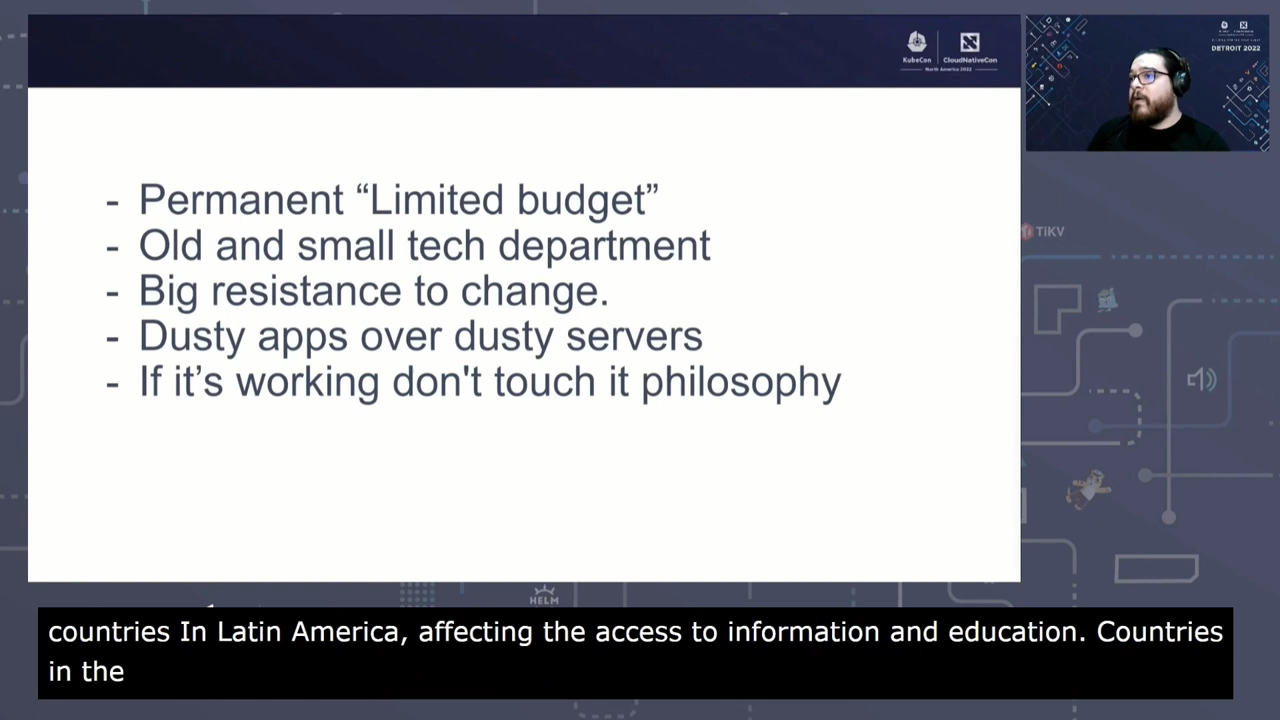 KubeCon
CloudNativeCon
North America 2022
DETROIT 2022
- Permanent “Limited budget”
- Old and small tech department
- Big resistance to change.
- Dusty apps over dusty servers
- If it’s working don't touch it philosophy
TiKV
HELM
countries In Latin America, affecting the access to information and education. Countries
in the